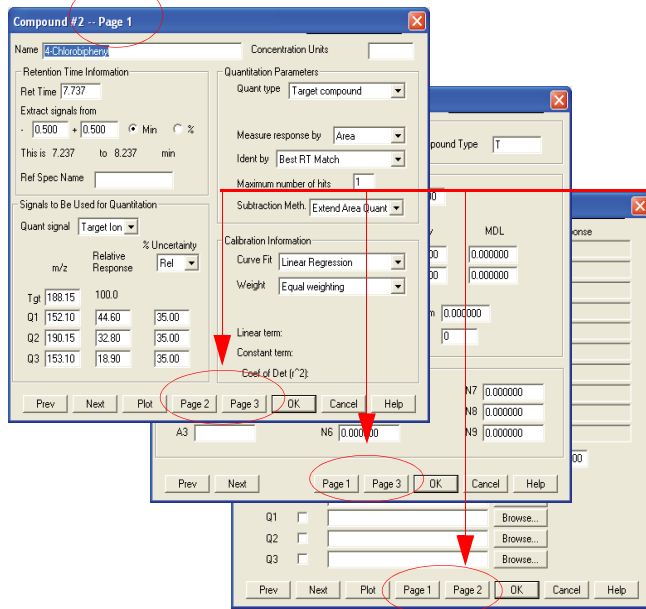 Compound #2 -- Page 1
Name 4-Chlorobiphenyl Concentration Units
Retention Time Information
Ret Time 7.737
Extract signals from
- 0.500 + 0.500 Min %
This is 7.237 to 8.237 min
Ref Spec Name
Signals to Be Used for Quantitation
Quant signal Target Ion
m/z Relative Response % Uncertainty Rel
Tgt 188.15 100.0
Q1 152.10 44.60 35.00
Q2 190.15 32.80 35.00
Q3 153.10 18.90 35.00
Quantitation Parameters
Quant type Target compound
Measure response by Area
Ident by Best RT Match
Maximum number of hits 1
Subtraction Meth. Extend Area Quant
Calibration Information
Curve Fit Linear Regression
Weight Equal weighting
Linear term:
Constant term:
Coef of Det (r^2):
Prev Next Plot Page 2 Page 3 OK Cancel Help
Type T
MDL
0.000000
0.000000
0.000000
0
N7 0.000000
N8 0.000000
A3 N6 0.000000 N9 0.000000
Prev Next Page 1 Page 3 OK Cancel Help
Q1 Browse...
Q2 Browse...
Q3 Browse...
Prev Next Plot Page 1 Page 2 OK Cancel Help